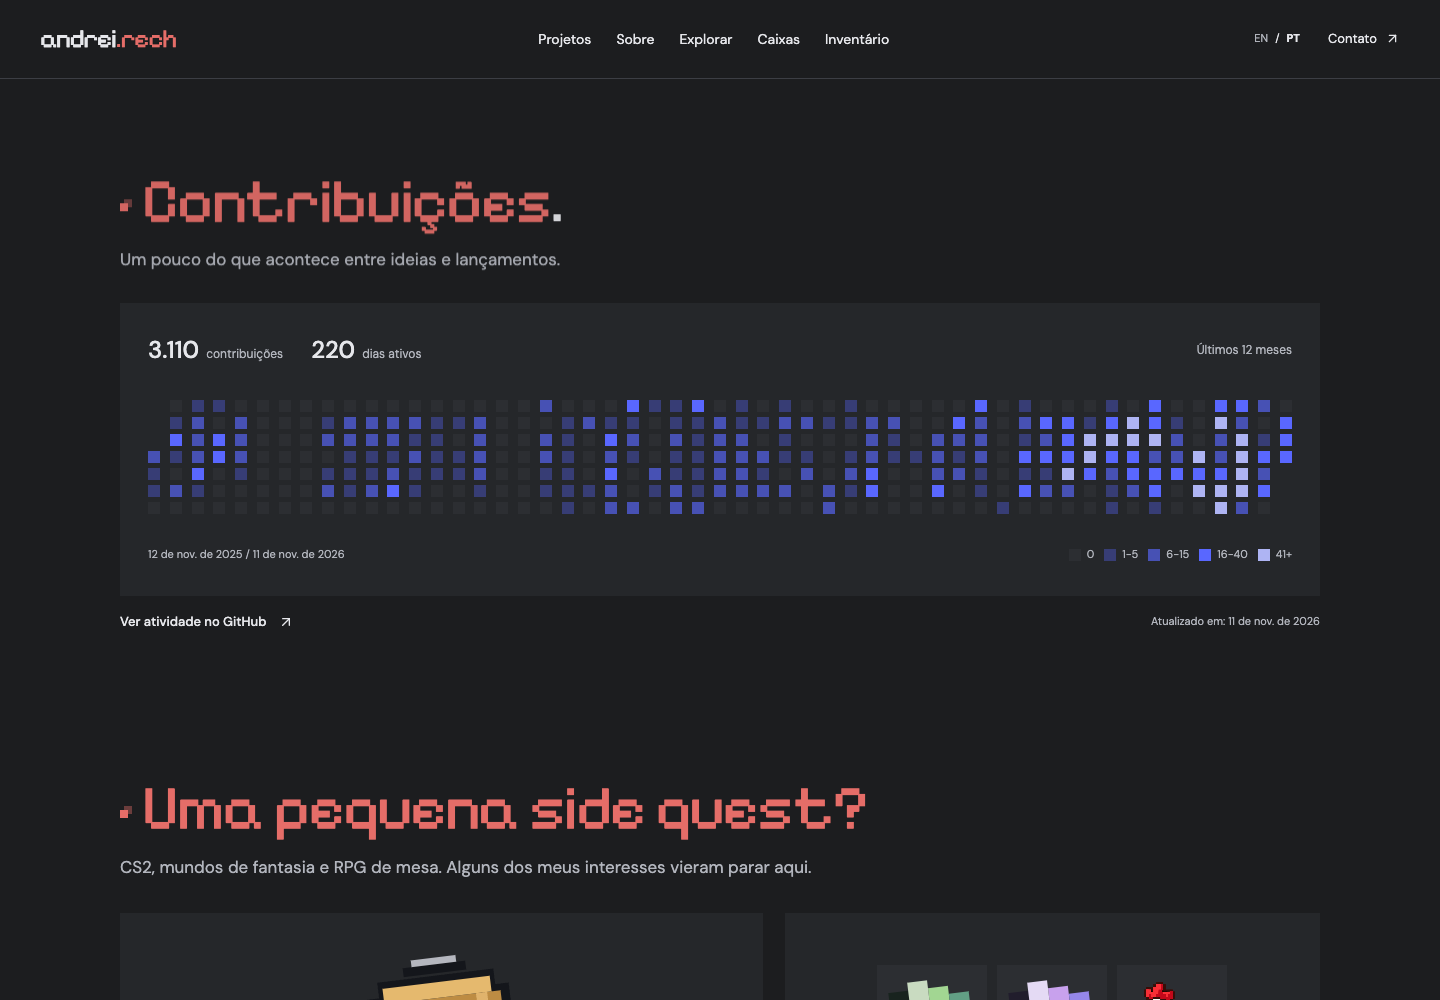 andrei.rech
Projetos Sobre Explorar Caixas Inventário
EN / PT Contato
Contribuições.
Um pouco do que acontece entre ideias e lançamentos.
3.110 contribuições 220 dias ativos
Últimos 12 meses
12 de nov. de 2025 / 11 de nov. de 2026
0 1-5 6-15 16-40 41+
Ver atividade no GitHub
Atualizado em: 11 de nov. de 2026
Uma pequena side quest?
CS2, mundos de fantasia e RPG de mesa. Alguns dos meus interesses vieram parar aqui.